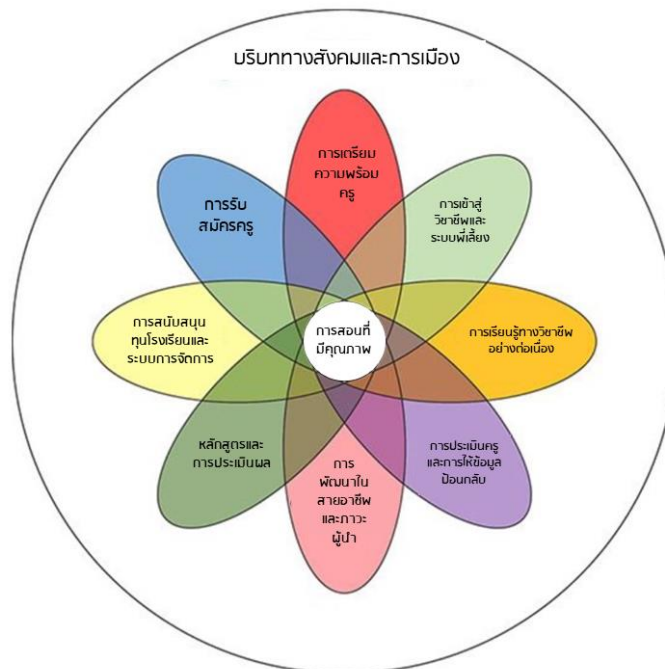 บริบททางสังคมและการเมือง
การเตรียม
ความพร้อม
ครู
การรับ
สมัครครู
การเข้าสู่
วิชาชีพและ
ระบบพี่เลี้ยง
การสนับสนุน
ทุนโรงเรียนและ
ระบบการจัดการ
การสอนที่
มีคุณภาพ
การเรียนรู้ทางวิชาชีพ
อย่างต่อเนื่อง
หลักสูตรและ
การประเมินผล
การ
พัฒนาใน
สายอาชีพ
และภาวะ
ผู้นำ
การประเมินครู
และการให้ข้อมูล
ป้อนกลับ